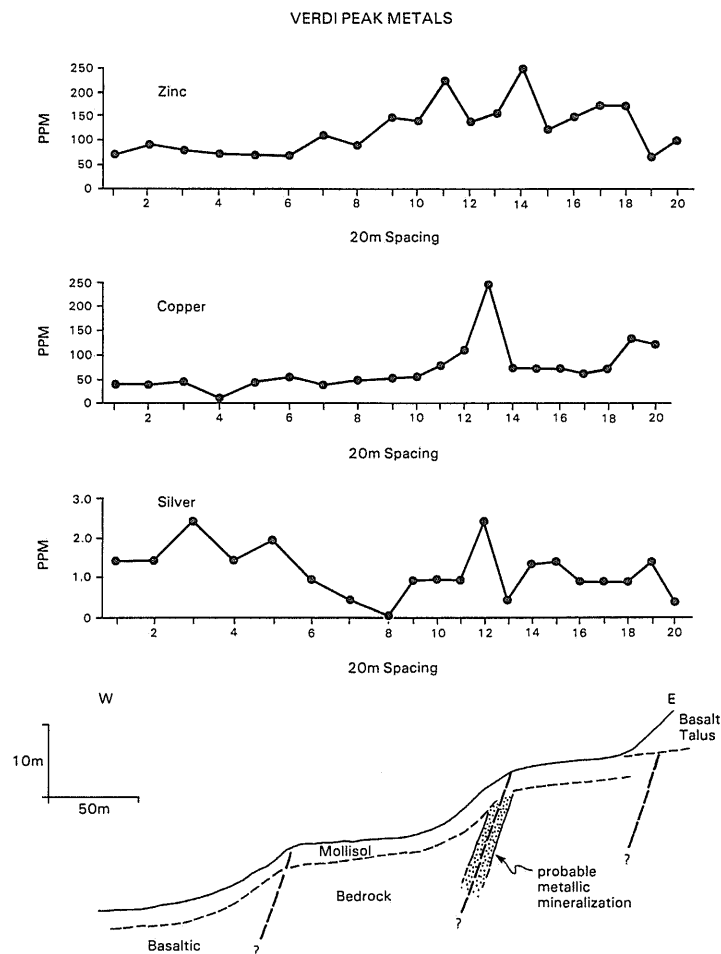 VERDI PEAK METALS
250
200
150
100
50
0
PPM
Zinc
2 4 6 8 10 12 14 16 18 20
20m Spacing
250
200
150
100
50
0
PPM
Copper
2 4 6 8 10 12 14 16 18 20
20m Spacing
3.0
2.0
1.0
0
PPM
Silver
2 4 6 8 10 12 14 16 18 20
20m Spacing
W E
Basalt
Talus
10m
50m
Mollisol
Bedrock
Basaltic
probable
metallic
mineralization
? ? ?